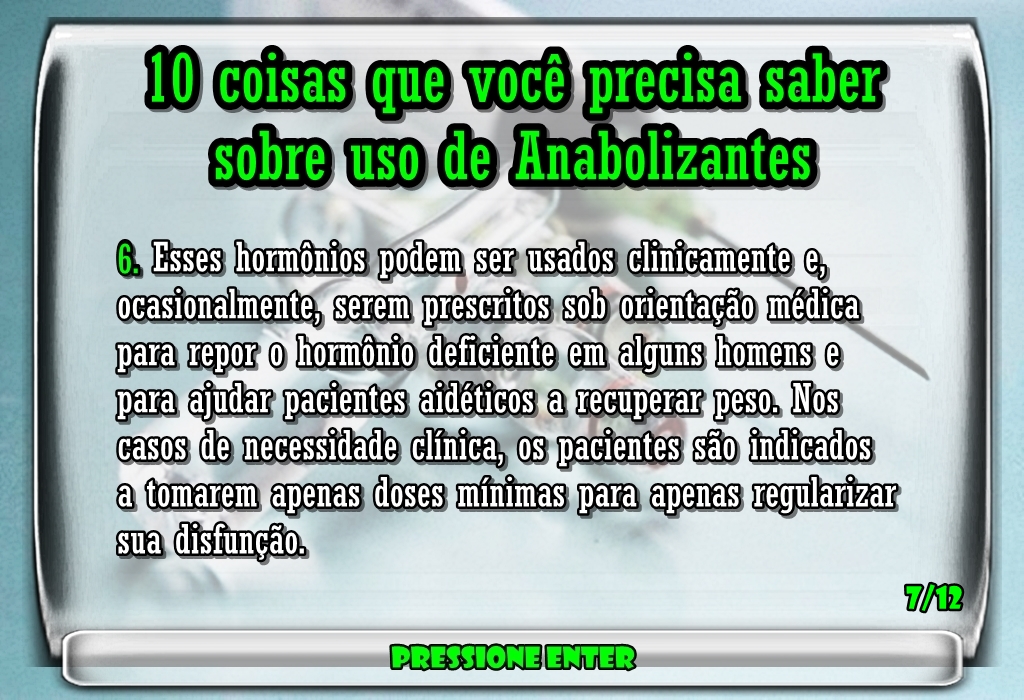 10 coisas que você precisa saber
sobre uso de Anabolizantes
6. Esses hormônios podem ser usados clinicamente e,
ocasionalmente, serem prescritos sob orientação médica
para repor o hormônio deficiente em alguns homens e
para ajudar pacientes aidéticos a recuperar peso. Nos
casos de necessidade clínica, os pacientes são indicados
a tomarem apenas doses mínimas para apenas regularizar
sua disfunção.
7/12
PRESSIONE ENTER